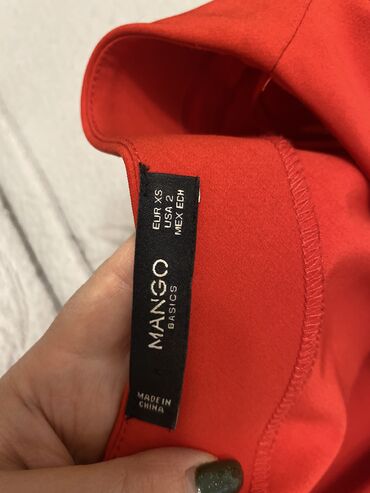 EUR XS
USA 2
MEX ECH
MANGO
BASICS
MADE IN
CHINA